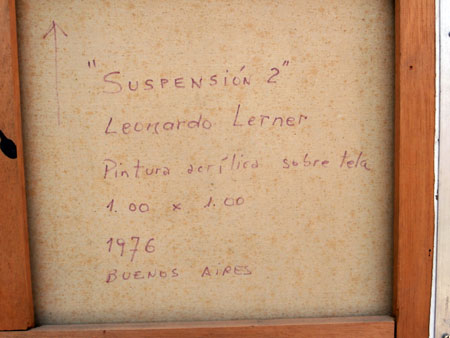 "SUSPENSIÓN 2"
Leonardo Lerner
Pintura acrílica sobre tela
1.00 x 1.00
1976
BUENOS AIRES